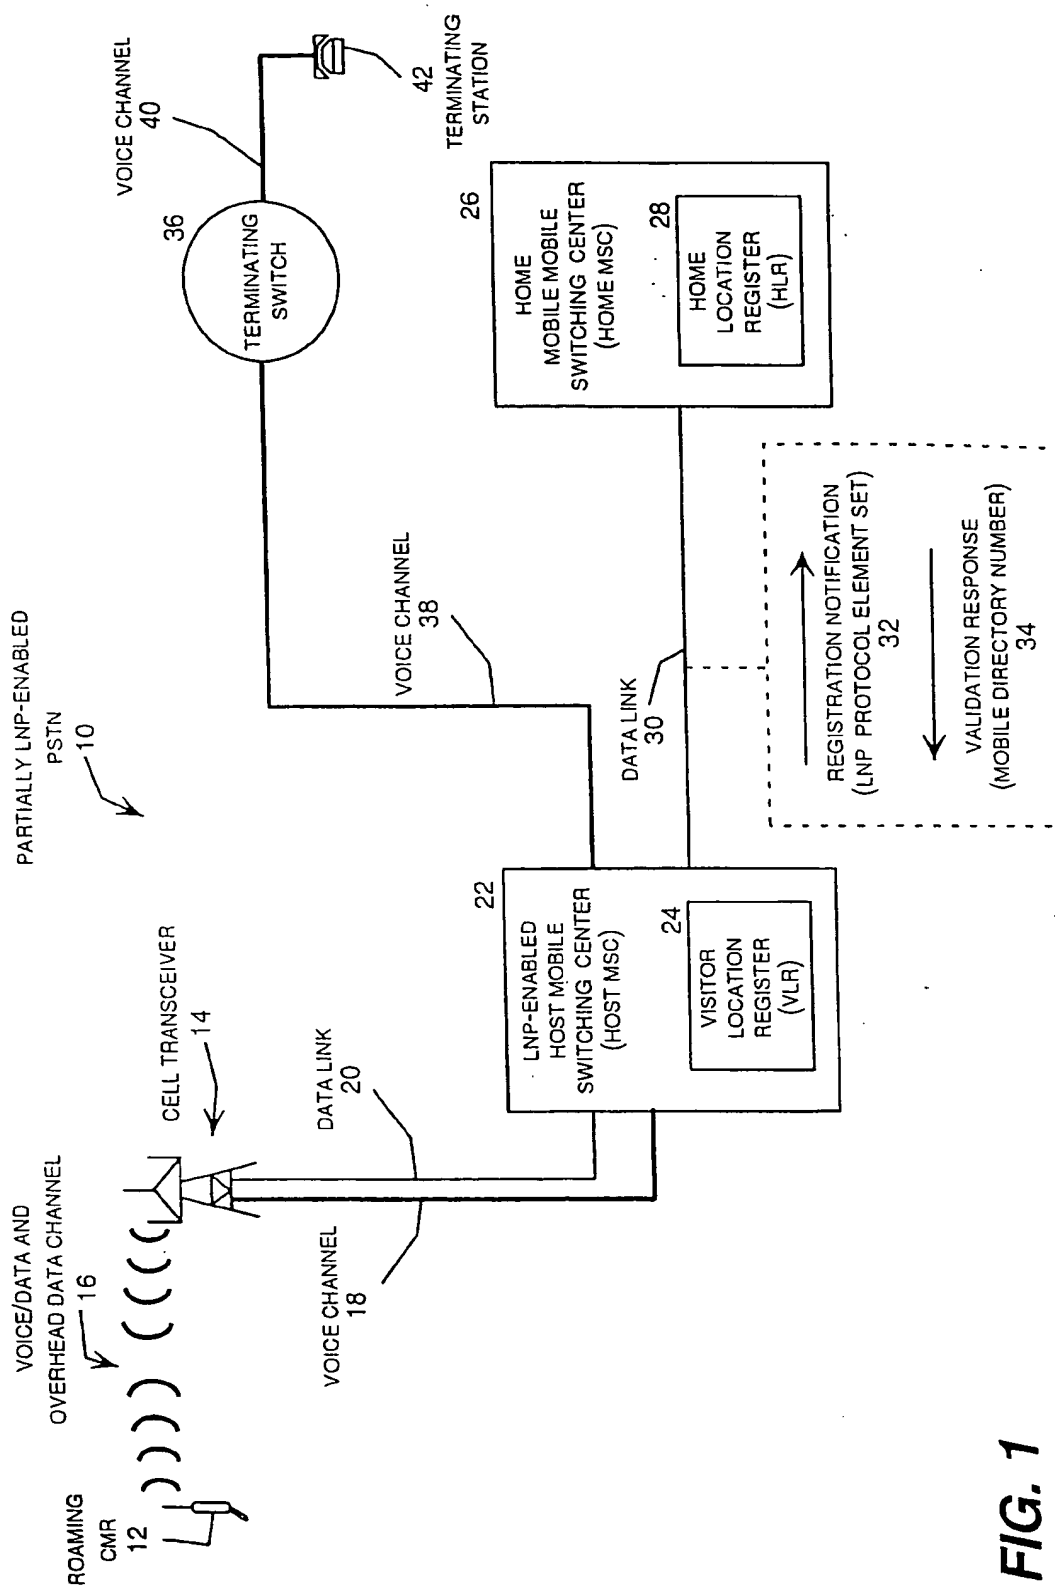 PARTIALLY LNP-ENABLED
PSTN
10
VOICE/DATA AND
OVERHEAD DATA CHANNEL
16
ROAMING
CMR
12
CELL TRANSCEIVER
14
DATA LINK
20
VOICE CHANNEL
18
22
LNP-ENABLED
HOST MOBILE
SWITCHING CENTER
(HOST MSC)
24
VISITOR
LOCATION
REGISTER
(VLR)
VOICE CHANNEL
38
DATA LINK
30
REGISTRATION NOTIFICATION
(LNP PROTOCOL ELEMENT SET)
32
VALIDATION RESPONSE
(MOBILE DIRECTORY NUMBER)
34
36
TERMINATING
SWITCH
VOICE CHANNEL
40
42
TERMINATING
STATION
26
HOME
MOBILE MOBILE
SWITCHING CENTER
(HOME MSC)
28
HOME
LOCATION
REGISTER
(HLR)
FIG. 1